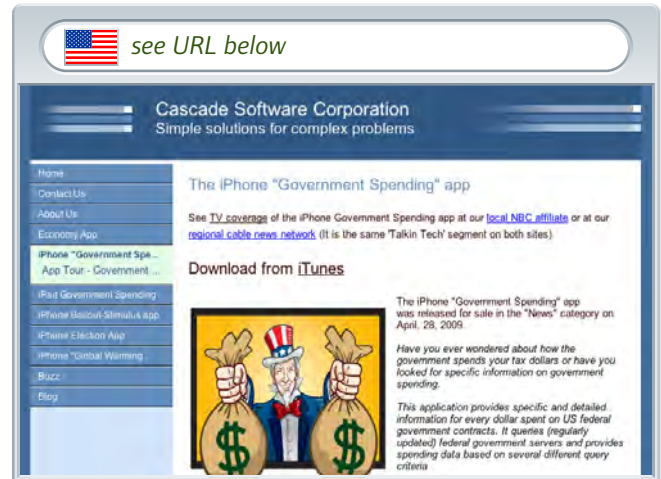 see URL below
Cascade Software Corporation
Simple solutions for complex problems
Home
Contact Us
About Us
Economy App
iPhone "Government Spe...
App Tour - Government ...
iPad Government Spending
iPhone Bailout-Stimulus app
iPhone Election App
iPhone "Global Warming...
Buzz
Blog
The iPhone "Government Spending" app
See TV coverage of the iPhone Government Spending app at our local NBC affiliate or at our
regional cable news network (It is the same 'Talkin Tech' segment on both sites)
Download from iTunes
The iPhone "Government Spending" app
was released for sale in the "News" category on
April, 28, 2009.
Have you ever wondered about how the
government spends your tax dollars or have you
looked for specific information on government
spending.
This application provides specific and detailed
information for every dollar spent on US federal
government contracts. It queries (regularly
updated) federal government servers and provides
spending data based on several different query
criteria
$ $